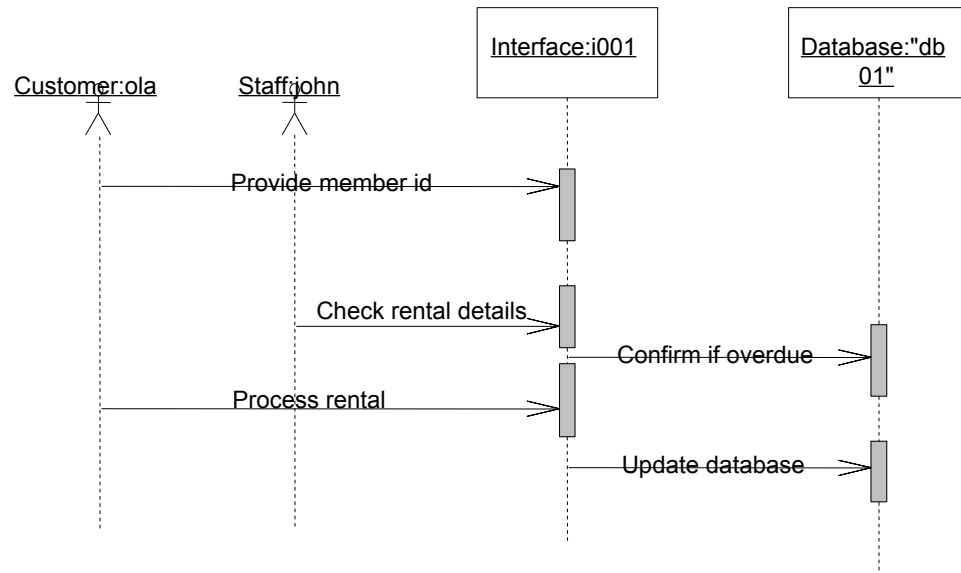 Interface:i001
Database:"db
01"
Customer:ola
Staff:john
Provide member id
Check rental details
Confirm if overdue
Process rental
Update database